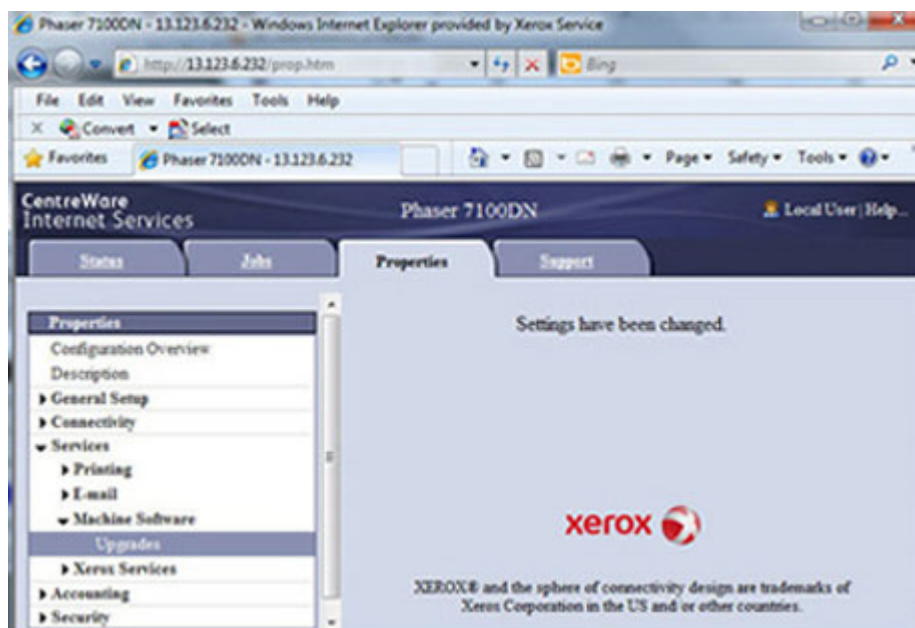 Phaser 7100DN - 13.123.6.232 - Windows Internet Explorer provided by Xerox Service
http://13.123.6.232/prop.htm
Bing
File Edit View Favorites Tools Help
X Convert Select
Favorites Phaser 7100DN - 13.123.6.232 Page Safety Tools
CentreWare
Internet Services
Phaser 7100DN
Local User | Help...
Status Jobs Properties Support
Properties
Configuration Overview
Description
General Setup
Connectivity
Services
Printing
E-mail
Machine Software
Upgrades
Xerox Services
Accounting
Security
Settings have been changed.
xerox
XEROX® and the sphere of connectivity design are trademarks of
Xerox Corporation in the US and or other countries.